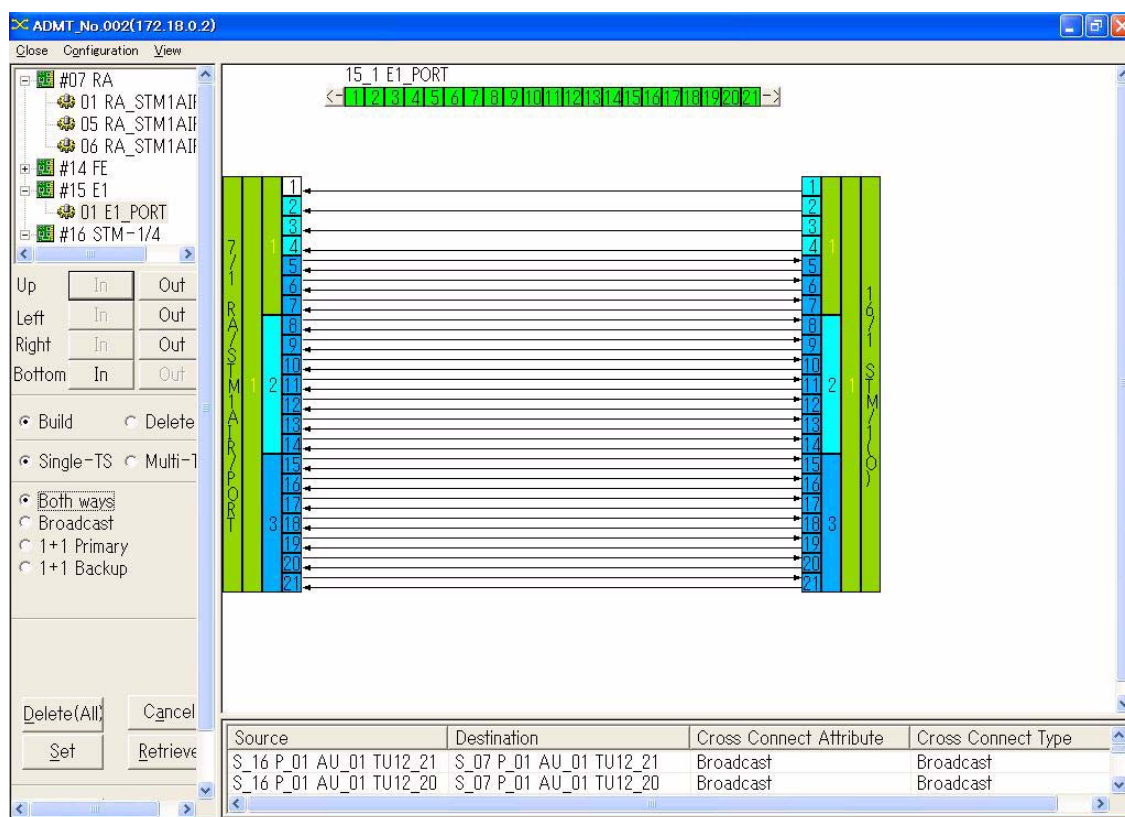 ADMT_No.002(172.18.0.2)
Close Configuration View
#07 RA
01 RA_STM1AIR
05 RA_STM1AIR
06 RA_STM1AIR
#14 FE
#15 E1
01 E1_PORT
#16 STM-1/4
Up In Out
Left In Out
Right In Out
Bottom In Out
Build Delete
Single-TS Multi-T
Both ways
Broadcast
1+1 Primary
1+1 Backup
Delete(All) Cancel
Set Retrieve
15_1 E1_PORT
<- 1 2 3 4 5 6 7 8 9 10 11 12 13 14 15 16 17 18 19 20 21 ->
7/1 RA/STM1AIR/PORT
1
1
2
3
1
2
3
4
5
6
7
8
9
10
11
12
13
14
15
16
17
18
19
20
21
1
2
3
4
5
6
7
8
9
10
11
12
13
14
15
16
17
18
19
20
21
1
2
3
1
16/1 STM/1(O)
Source Destination Cross Connect Attribute Cross Connect Type
S_16 P_01 AU_01 TU12_21 S_07 P_01 AU_01 TU12_21 Broadcast Broadcast
S_16 P_01 AU_01 TU12_20 S_07 P_01 AU_01 TU12_20 Broadcast Broadcast